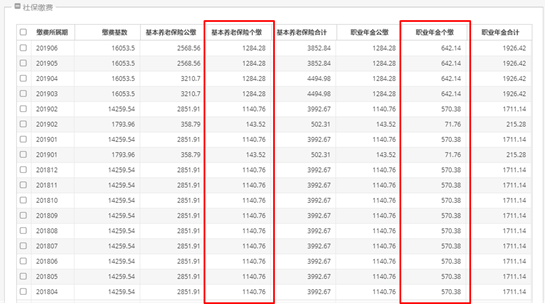 社保缴费
缴费所属期 缴费基数 基本养老保险公缴 基本养老保险个缴 基本养老保险合计 职业年金公缴 职业年金个缴 职业年金合计
201906 16053.5 2568.56 1284.28 3852.84 1284.28 642.14 1926.42
201905 16053.5 2568.56 1284.28 3852.84 1284.28 642.14 1926.42
201904 16053.5 3210.7 1284.28 4494.98 1284.28 642.14 1926.42
201903 16053.5 3210.7 1284.28 4494.98 1284.28 642.14 1926.42
201902 14259.54 2851.91 1140.76 3992.67 1140.76 570.38 1711.14
201902 1793.96 358.79 143.52 502.31 143.52 71.76 215.28
201901 14259.54 2851.91 1140.76 3992.67 1140.76 570.38 1711.14
201901 1793.96 358.79 143.52 502.31 143.52 71.76 215.28
201812 14259.54 2851.91 1140.76 3992.67 1140.76 570.38 1711.14
201811 14259.54 2851.91 1140.76 3992.67 1140.76 570.38 1711.14
201810 14259.54 2851.91 1140.76 3992.67 1140.76 570.38 1711.14
201809 14259.54 2851.91 1140.76 3992.67 1140.76 570.38 1711.14
201808 14259.54 2851.91 1140.76 3992.67 1140.76 570.38 1711.14
201807 14259.54 2851.91 1140.76 3992.67 1140.76 570.38 1711.14
201806 14259.54 2851.91 1140.76 3992.67 1140.76 570.38 1711.14
201805 14259.54 2851.91 1140.76 3992.67 1140.76 570.38 1711.14
201804 14259.54 2851.91 1140.76 3992.67 1140.76 570.38 1711.14